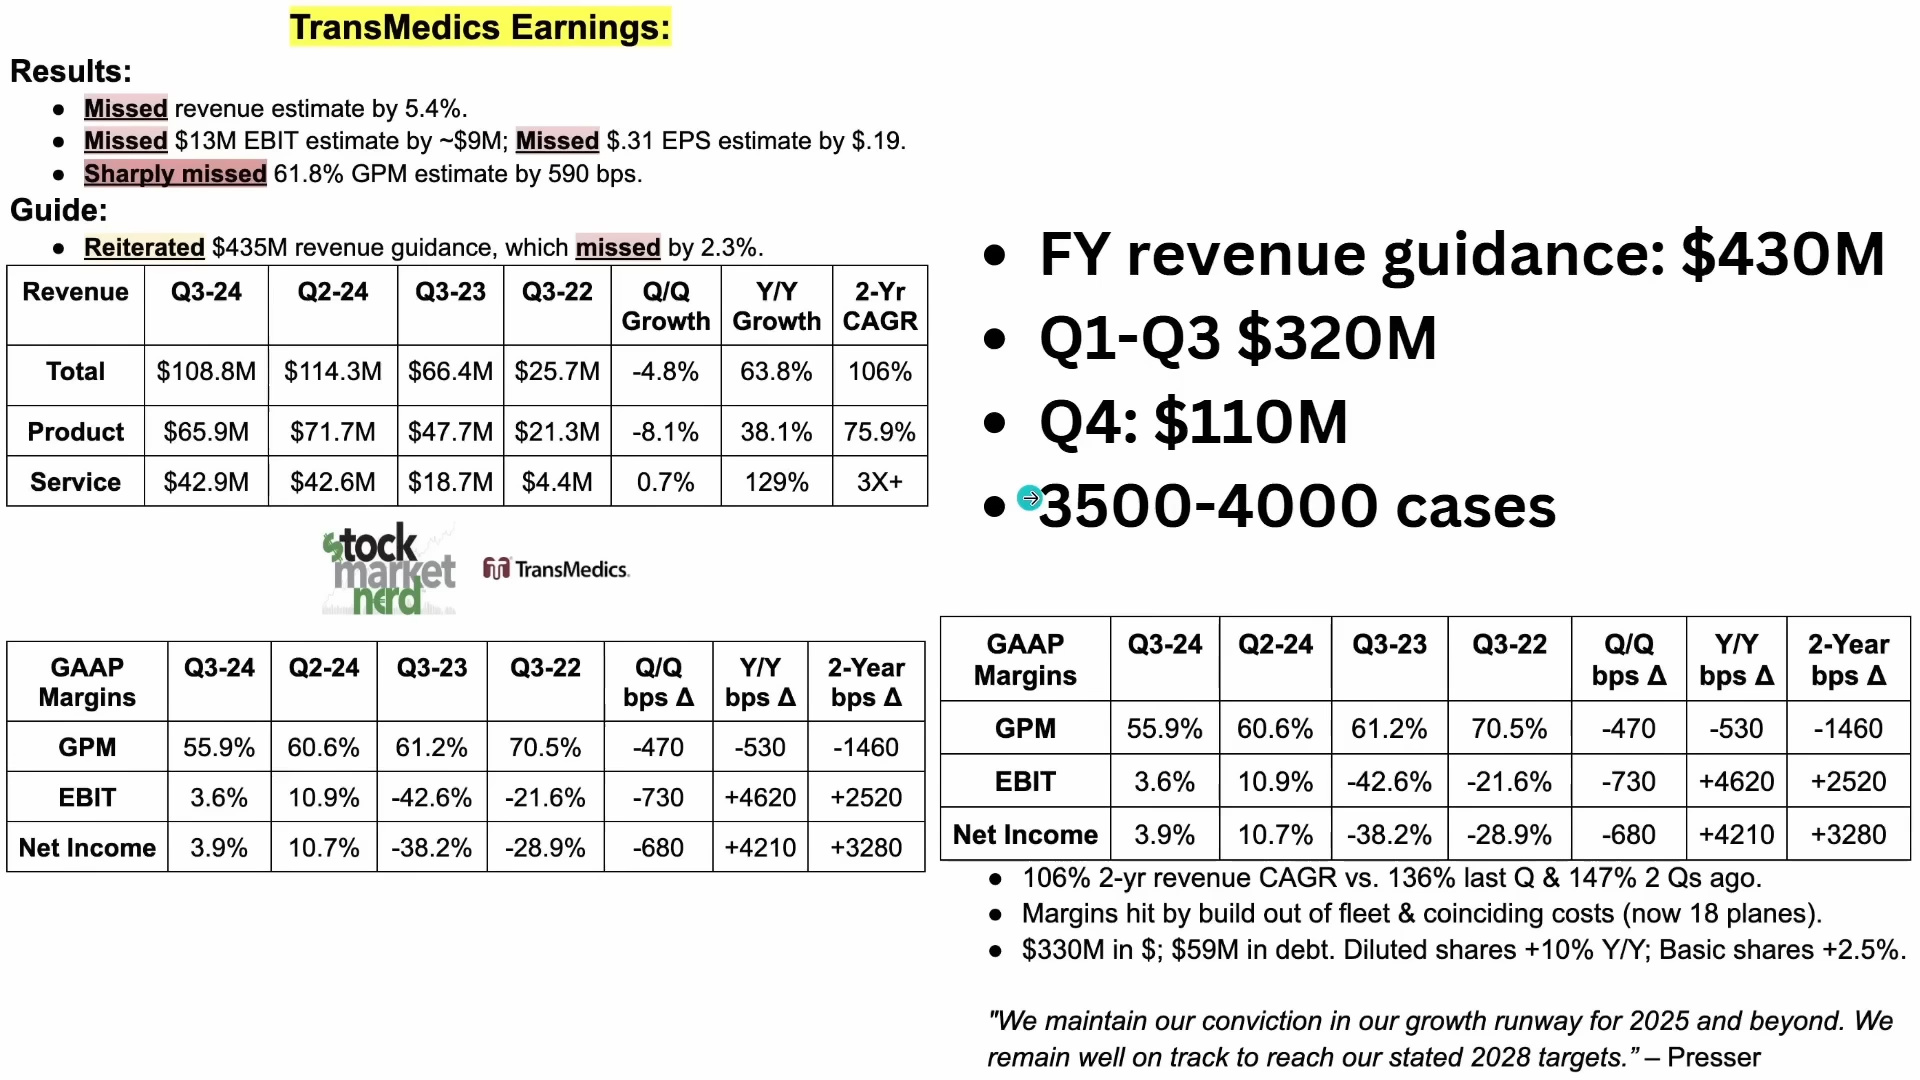 TransMedics Earnings:
Results:
● Missed revenue estimate by 5.4%.
● Missed $13M EBIT estimate by ~$9M; Missed $.31 EPS estimate by $.19.
● Sharply missed 61.8% GPM estimate by 590 bps.
Guide:
● Reiterated $435M revenue guidance, which missed by 2.3%.
Revenue Q3-24 Q2-24 Q3-23 Q3-22 Q/Q Growth Y/Y Growth 2-Yr CAGR
Total $108.8M $114.3M $66.4M $25.7M -4.8% 63.8% 106%
Product $65.9M $71.7M $47.7M $21.3M -8.1% 38.1% 75.9%
Service $42.9M $42.6M $18.7M $4.4M 0.7% 129% 3X+
$tock
market
n€rd
TransMedics.
GAAP Margins Q3-24 Q2-24 Q3-23 Q3-22 Q/Q bps Δ Y/Y bps Δ 2-Year bps Δ
GPM 55.9% 60.6% 61.2% 70.5% -470 -530 -1460
EBIT 3.6% 10.9% -42.6% -21.6% -730 +4620 +2520
Net Income 3.9% 10.7% -38.2% -28.9% -680 +4210 +3280
• FY revenue guidance: $430M
• Q1-Q3 $320M
• Q4: $110M
• 3500-4000 cases
GAAP Margins Q3-24 Q2-24 Q3-23 Q3-22 Q/Q bps Δ Y/Y bps Δ 2-Year bps Δ
GPM 55.9% 60.6% 61.2% 70.5% -470 -530 -1460
EBIT 3.6% 10.9% -42.6% -21.6% -730 +4620 +2520
Net Income 3.9% 10.7% -38.2% -28.9% -680 +4210 +3280
● 106% 2-yr revenue CAGR vs. 136% last Q & 147% 2 Qs ago.
● Margins hit by build out of fleet & coinciding costs (now 18 planes).
● $330M in $; $59M in debt. Diluted shares +10% Y/Y; Basic shares +2.5%.
"We maintain our conviction in our growth runway for 2025 and beyond. We
remain well on track to reach our stated 2028 targets.” – Presser